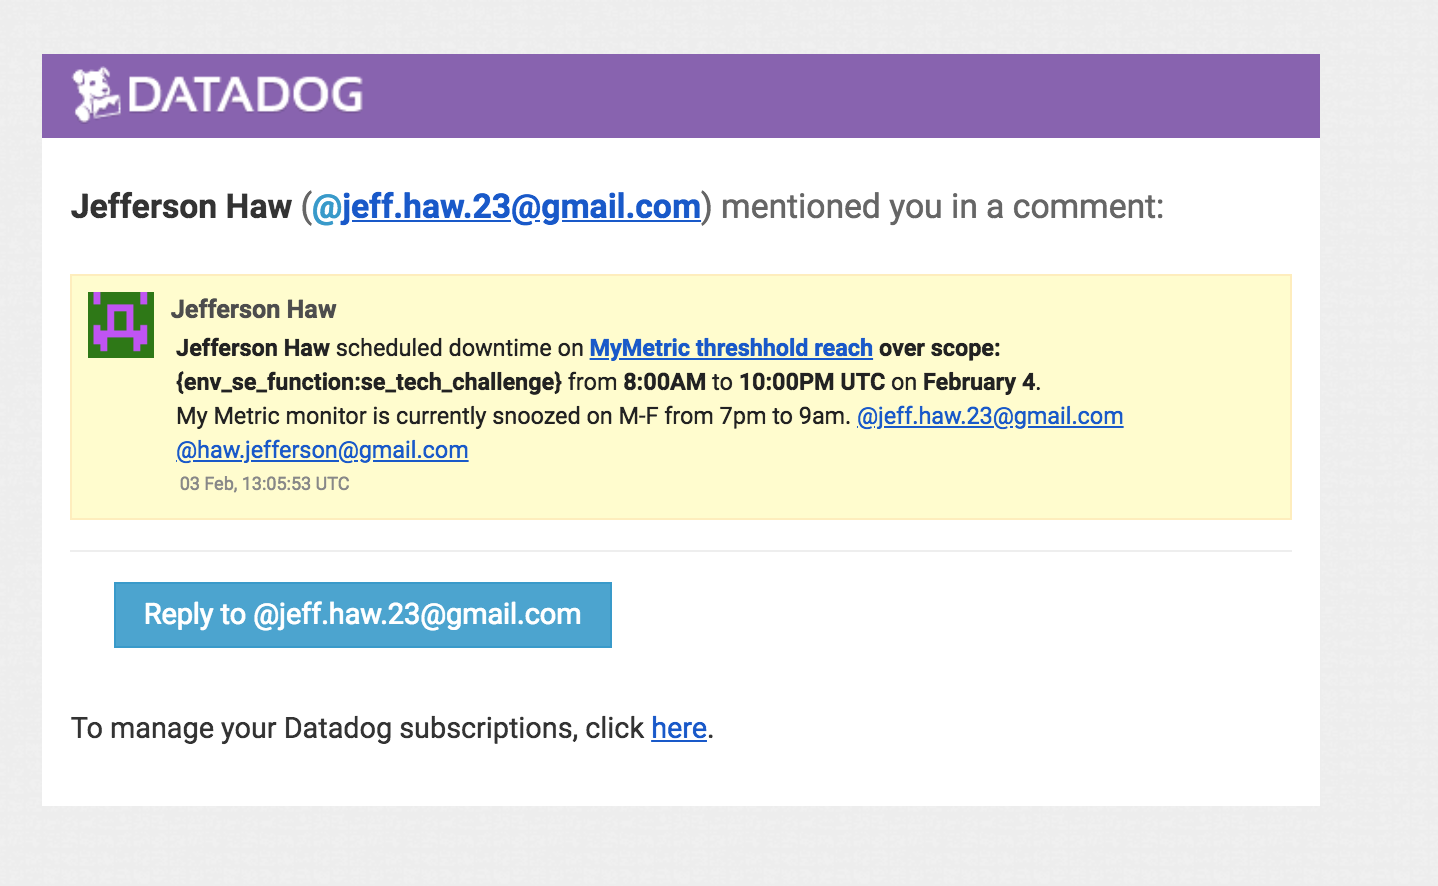 DATADOG
Jefferson Haw (@jeff.haw.23@gmail.com) mentioned you in a comment:
Jefferson Haw
Jefferson Haw scheduled downtime on MyMetric threshhold reach over scope:
{env_se_function:se_tech_challenge} from 8:00AM to 10:00PM UTC on February 4.
My Metric monitor is currently snoozed on M-F from 7pm to 9am. @jeff.haw.23@gmail.com
@haw.jefferson@gmail.com
03 Feb, 13:05:53 UTC
Reply to @jeff.haw.23@gmail.com
To manage your Datadog subscriptions, click here.